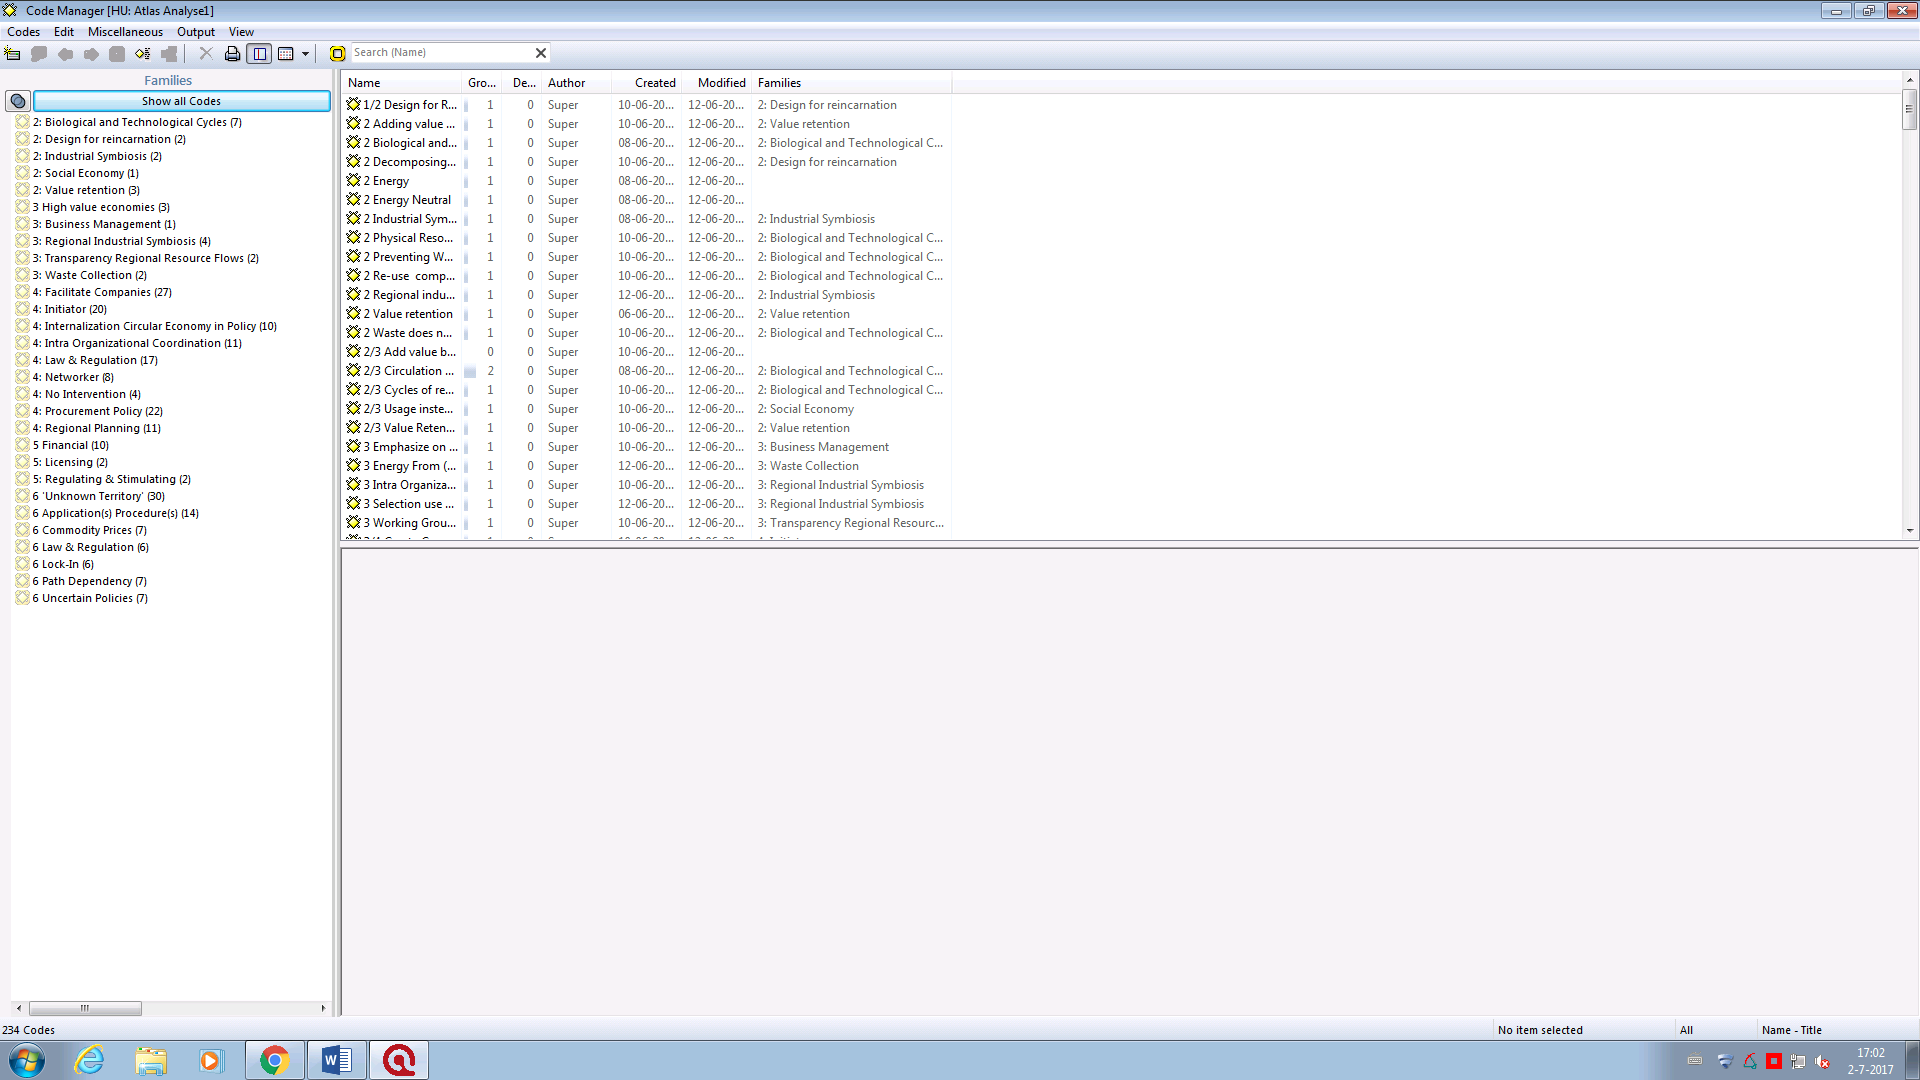 Code Manager [HU: Atlas Analyse1]
Codes Edit Miscellaneous Output View
Search (Name)
Families
Show all Codes
2: Biological and Technological Cycles (7)
2: Design for reincarnation (2)
2: Industrial Symbiosis (2)
2: Social Economy (1)
2: Value retention (3)
3 High value economies (3)
3: Business Management (1)
3: Regional Industrial Symbiosis (4)
3: Transparency Regional Resource Flows (2)
3: Waste Collection (2)
4: Facilitate Companies (27)
4: Initiator (20)
4: Internalization Circular Economy in Policy (10)
4: Intra Organizational Coordination (11)
4: Law & Regulation (17)
4: Networker (8)
4: No Intervention (4)
4: Procurement Policy (22)
4: Regional Planning (11)
5 Financial (10)
5: Licensing (2)
5: Regulating & Stimulating (2)
6 'Unknown Territory' (30)
6 Application(s) Procedure(s) (14)
6 Commodity Prices (7)
6 Law & Regulation (6)
6 Lock-In (6)
6 Path Dependency (7)
6 Uncertain Policies (7)
Name Gro... De... Author Created Modified Families
1/2 Design for R... 1 0 Super 10-06-20... 12-06-20... 2: Design for reincarnation
2 Adding value ... 1 0 Super 10-06-20... 12-06-20... 2: Value retention
2 Biological and... 1 0 Super 08-06-20... 12-06-20... 2: Biological and Technological C...
2 Decomposing... 1 0 Super 10-06-20... 12-06-20... 2: Design for reincarnation
2 Energy 1 0 Super 08-06-20... 12-06-20...
2 Energy Neutral 1 0 Super 08-06-20... 12-06-20...
2 Industrial Sym... 1 0 Super 08-06-20... 12-06-20... 2: Industrial Symbiosis
2 Physical Reso... 1 0 Super 10-06-20... 12-06-20... 2: Biological and Technological C...
2 Preventing W... 1 0 Super 10-06-20... 12-06-20... 2: Biological and Technological C...
2 Re-use comp... 1 0 Super 10-06-20... 12-06-20... 2: Biological and Technological C...
2 Regional indu... 1 0 Super 12-06-20... 12-06-20... 2: Industrial Symbiosis
2 Value retention 1 0 Super 06-06-20... 12-06-20... 2: Value retention
2 Waste does n... 1 0 Super 10-06-20... 12-06-20... 2: Biological and Technological C...
2/3 Add value b... 0 0 Super 10-06-20... 12-06-20...
2/3 Circulation ... 2 0 Super 08-06-20... 12-06-20... 2: Biological and Technological C...
2/3 Cycles of re... 1 0 Super 10-06-20... 12-06-20... 2: Biological and Technological C...
2/3 Usage inste... 1 0 Super 10-06-20... 12-06-20... 2: Social Economy
2/3 Value Reten... 1 0 Super 10-06-20... 12-06-20... 2: Value retention
3 Emphasize on ... 1 0 Super 10-06-20... 12-06-20... 3: Business Management
3 Energy From (... 1 0 Super 12-06-20... 12-06-20... 3: Waste Collection
3 Intra Organiza... 1 0 Super 10-06-20... 12-06-20... 3: Regional Industrial Symbiosis
3 Selection use ... 1 0 Super 12-06-20... 12-06-20... 3: Regional Industrial Symbiosis
3 Working Grou... 1 0 Super 10-06-20... 12-06-20... 3: Transparency Regional Resourc...
234 Codes No item selected All Name - Title
17:02
2-7-2017